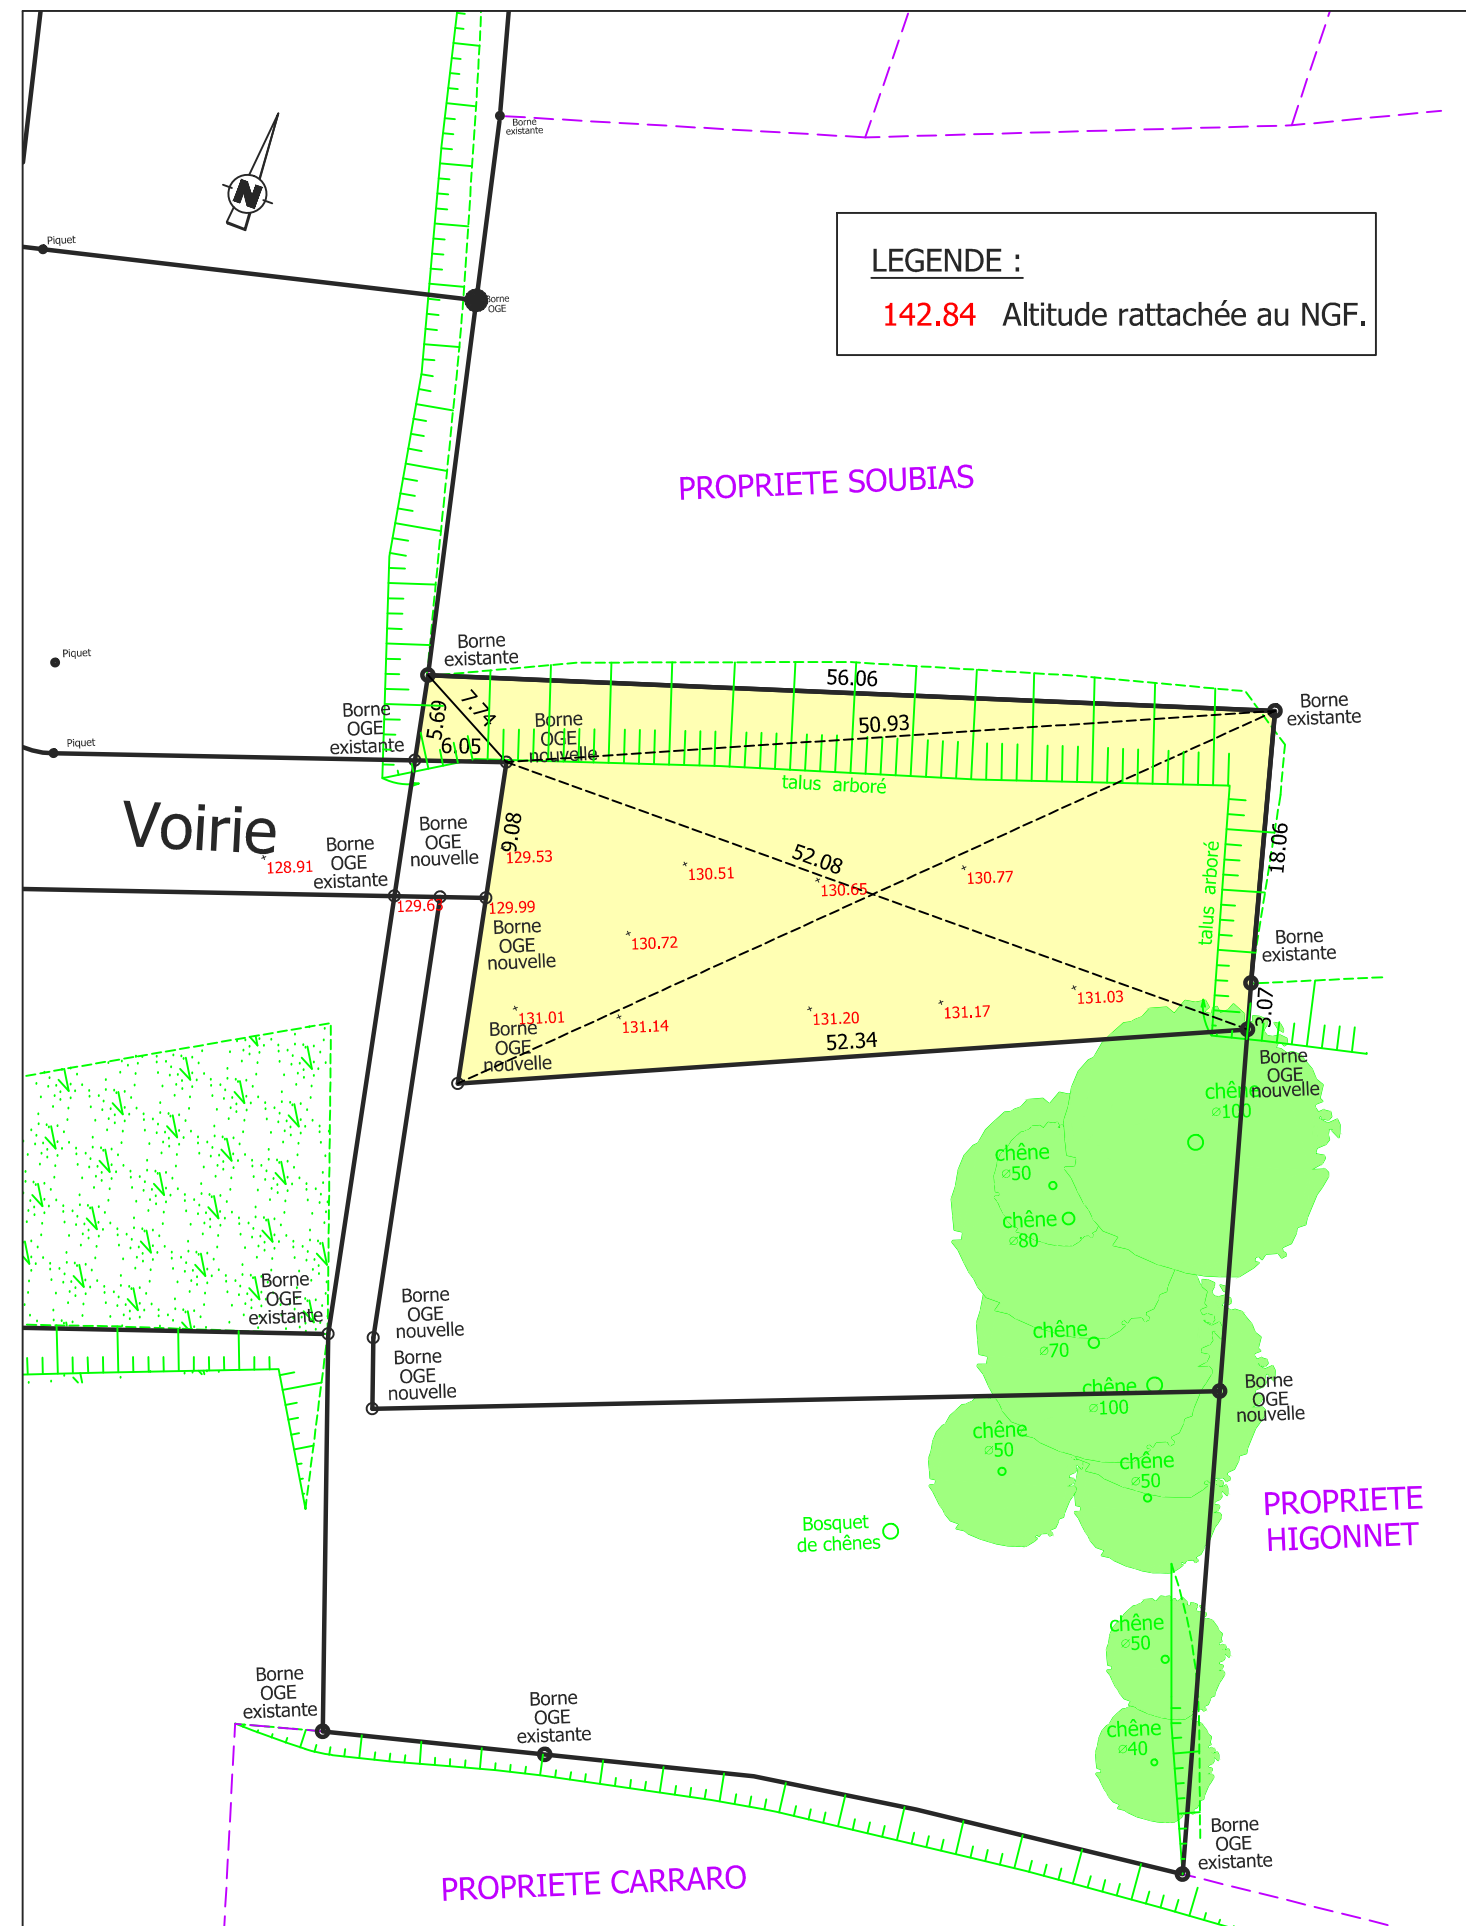 Borne
existante
N
Piquet
Borne
OGE
LEGENDE :
142.84 Altitude rattachée au NGF.
PROPRIETE SOUBIAS
Piquet
Borne
existante
56.06
7.74
5.69
Borne
OGE
existante
6.05
Borne
OGE
nouvelle
50.93
Borne
existante
Piquet
talus arboré
Voirie
128.91
Borne
OGE
existante
Borne
OGE
nouvelle
9.08
129.53
130.51
52.08
130.65
130.77
18.06
talus arboré
129.63
129.99
Borne
OGE
nouvelle
130.72
Borne
existante
131.01
131.14
131.20
131.17
131.03
3.07
Borne
OGE
nouvelle
52.34
Borne
OGE
nouvelle
chêne
⌀100
chêne
⌀50
chêne
⌀80
Borne
OGE
existante
Borne
OGE
nouvelle
Borne
OGE
nouvelle
chêne
⌀70
chêne
⌀100
Borne
OGE
nouvelle
chêne
⌀50
chêne
⌀50
PROPRIETE
HIGONNET
Bosquet
de chênes
chêne
⌀50
Borne
OGE
existante
Borne
OGE
existante
chêne
⌀40
Borne
OGE
existante
PROPRIETE CARRARO